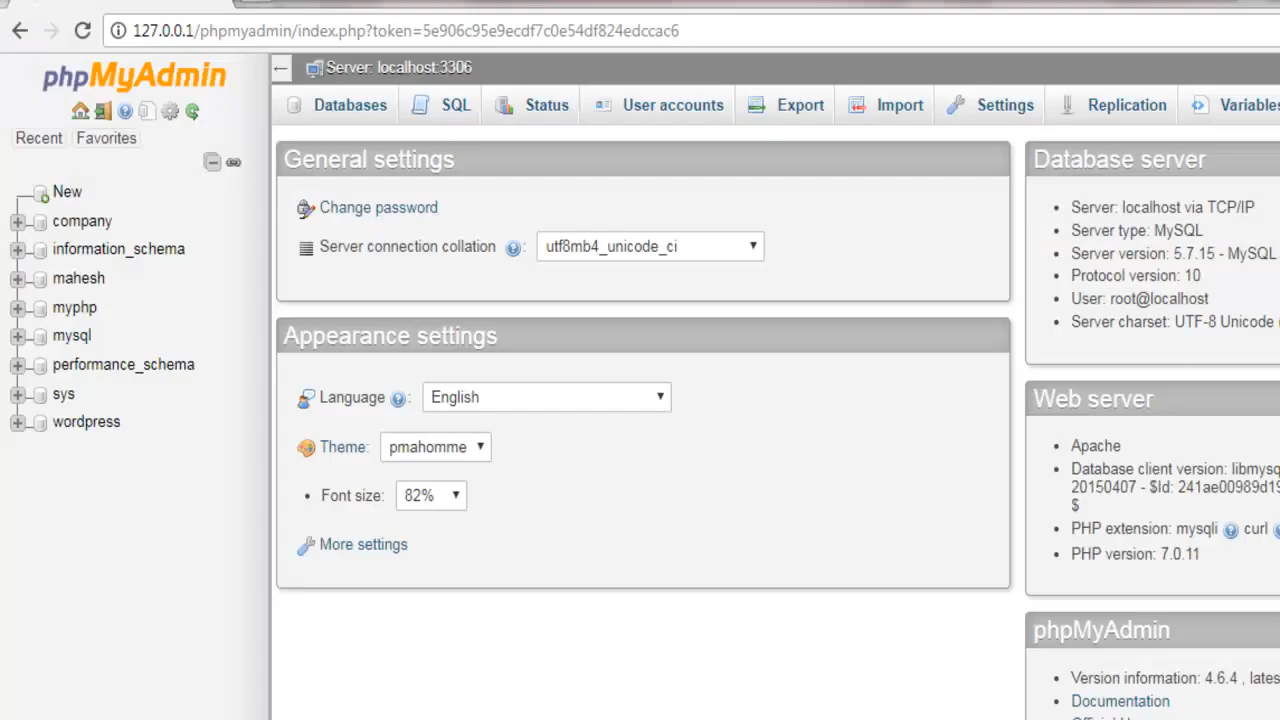 127.0.0.1/phpmyadmin/index.php?token=5e906c95e9ecdf7c0e54df824edccac6
phpMyAdmin
Recent Favorites
New
company
information_schema
mahesh
myphp
mysql
performance_schema
sys
wordpress
Server: localhost:3306
Databases SQL Status User accounts Export Import Settings Replication Variables
General settings
Change password
Server connection collation : utf8mb4_unicode_ci
Appearance settings
Language : English
Theme: pmahomme
• Font size: 82%
More settings
Database server
• Server: localhost via TCP/IP
• Server type: MySQL
• Server version: 5.7.15 - MySQL
• Protocol version: 10
• User: root@localhost
• Server charset: UTF-8 Unicode
Web server
• Apache
• Database client version: libmysq
20150407 - $Id: 241ae00989d19
$
• PHP extension: mysqli curl
• PHP version: 7.0.11
phpMyAdmin
• Version information: 4.6.4 , lates
• Documentation